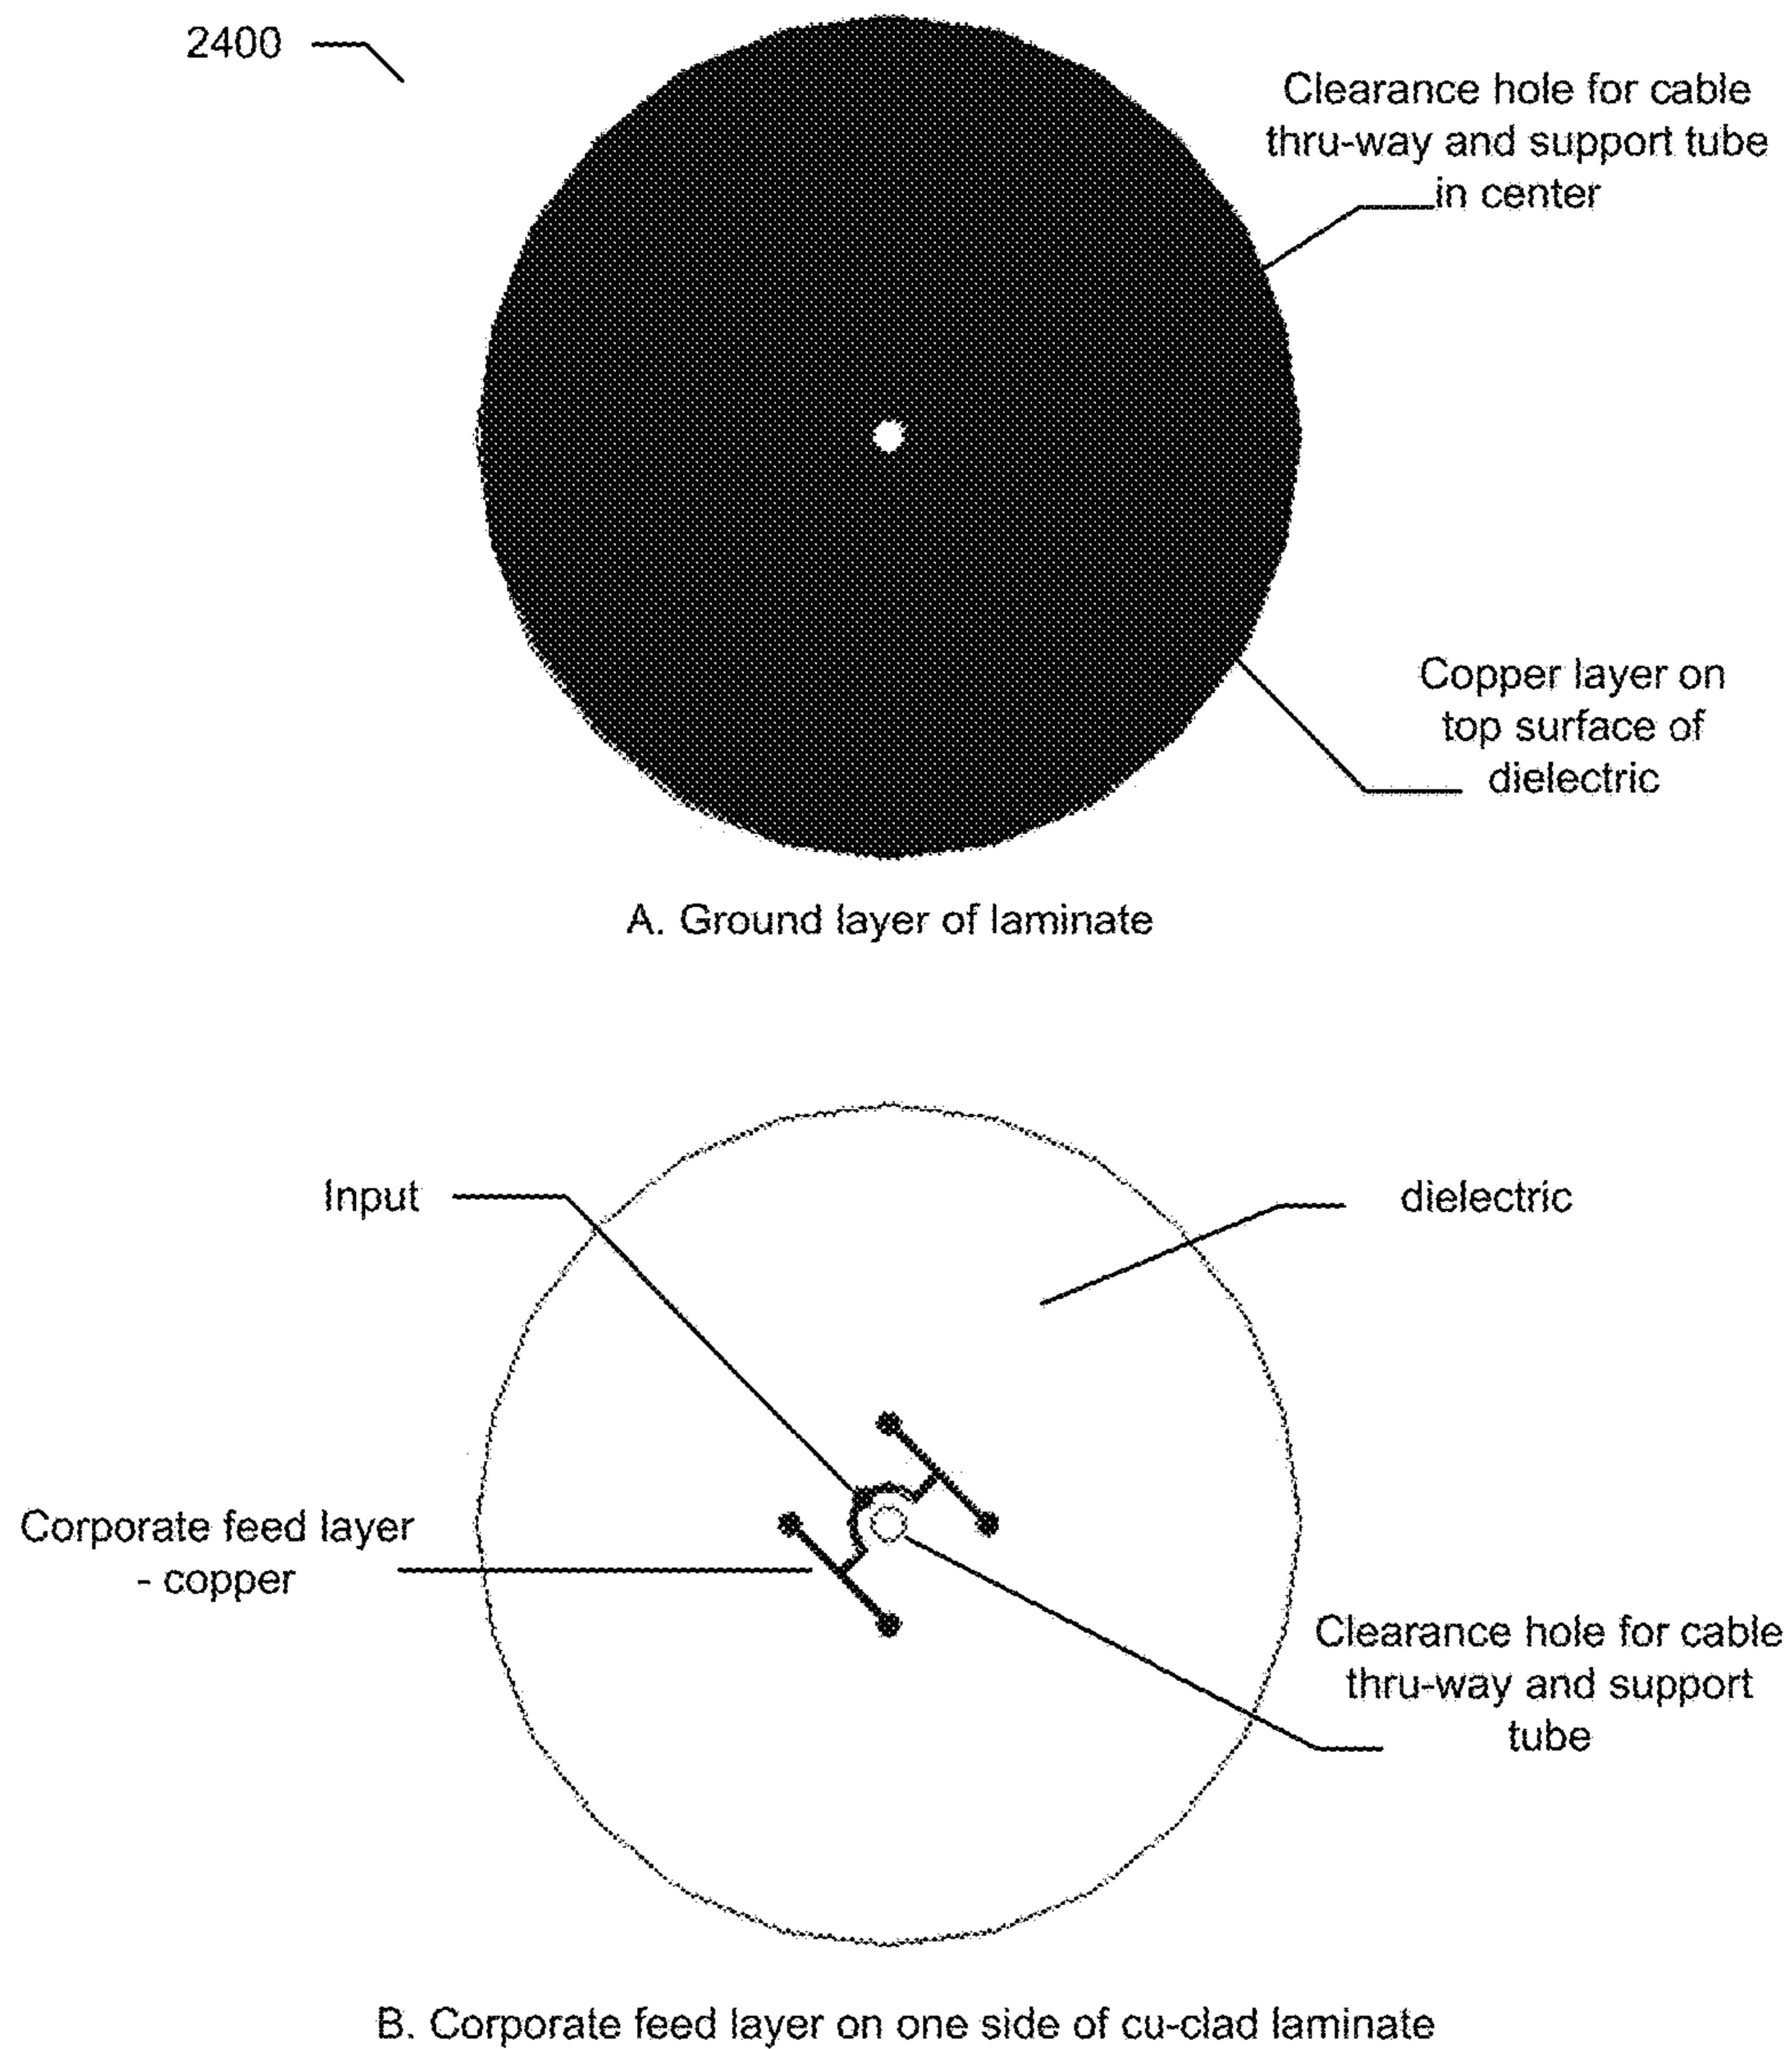 2400
Clearance hole for cable
thru-way and support tube
in center
Copper layer on
top surface of
dielectric
A. Ground layer of laminate
Input
dielectric
Corporate feed layer
- copper
Clearance hole for cable
thru-way and support
tube
B. Corporate feed layer on one side of cu-clad laminate